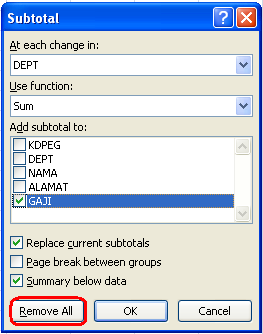 Subtotal
At each change in:
DEPT
Use function:
Sum
Add subtotal to:
KDPEG
DEPT
NAMA
ALAMAT
GAJI
Replace current subtotals
Page break between groups
Summary below data
Remove All OK Cancel